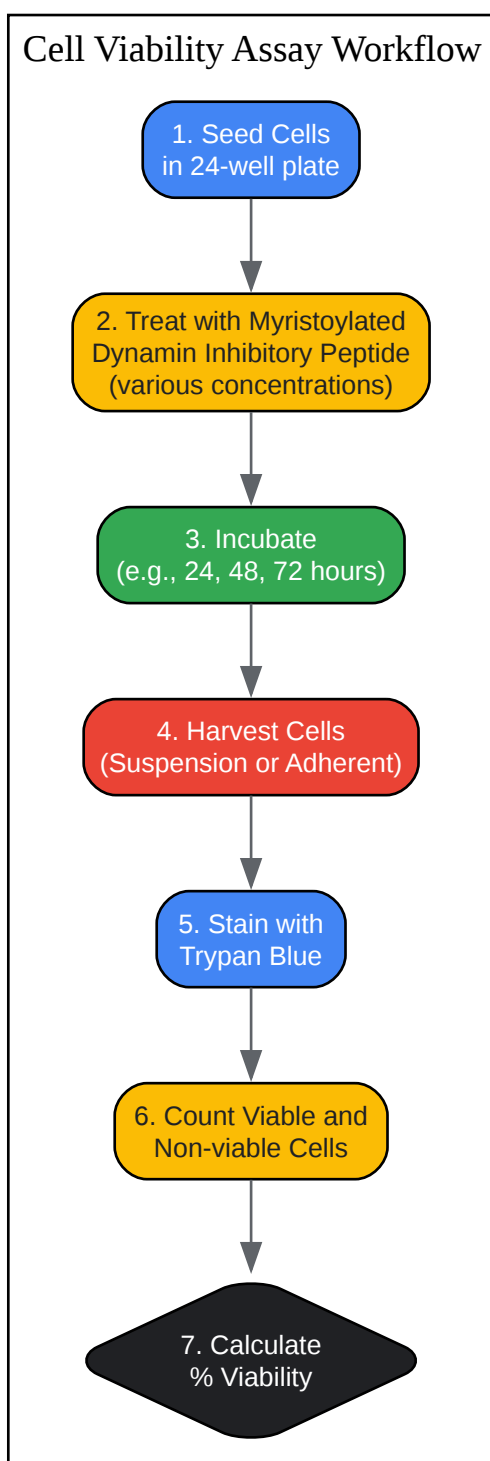 Cell Viability Assay Workflow
1. Seed Cells
in 24-well plate
2. Treat with Myristoylated
Dynamin Inhibitory Peptide
(various concentrations)
3. Incubate
(e.g., 24, 48, 72 hours)
4. Harvest Cells
(Suspension or Adherent)
5. Stain with
Trypan Blue
6. Count Viable and
Non-viable Cells
7. Calculate
% Viability